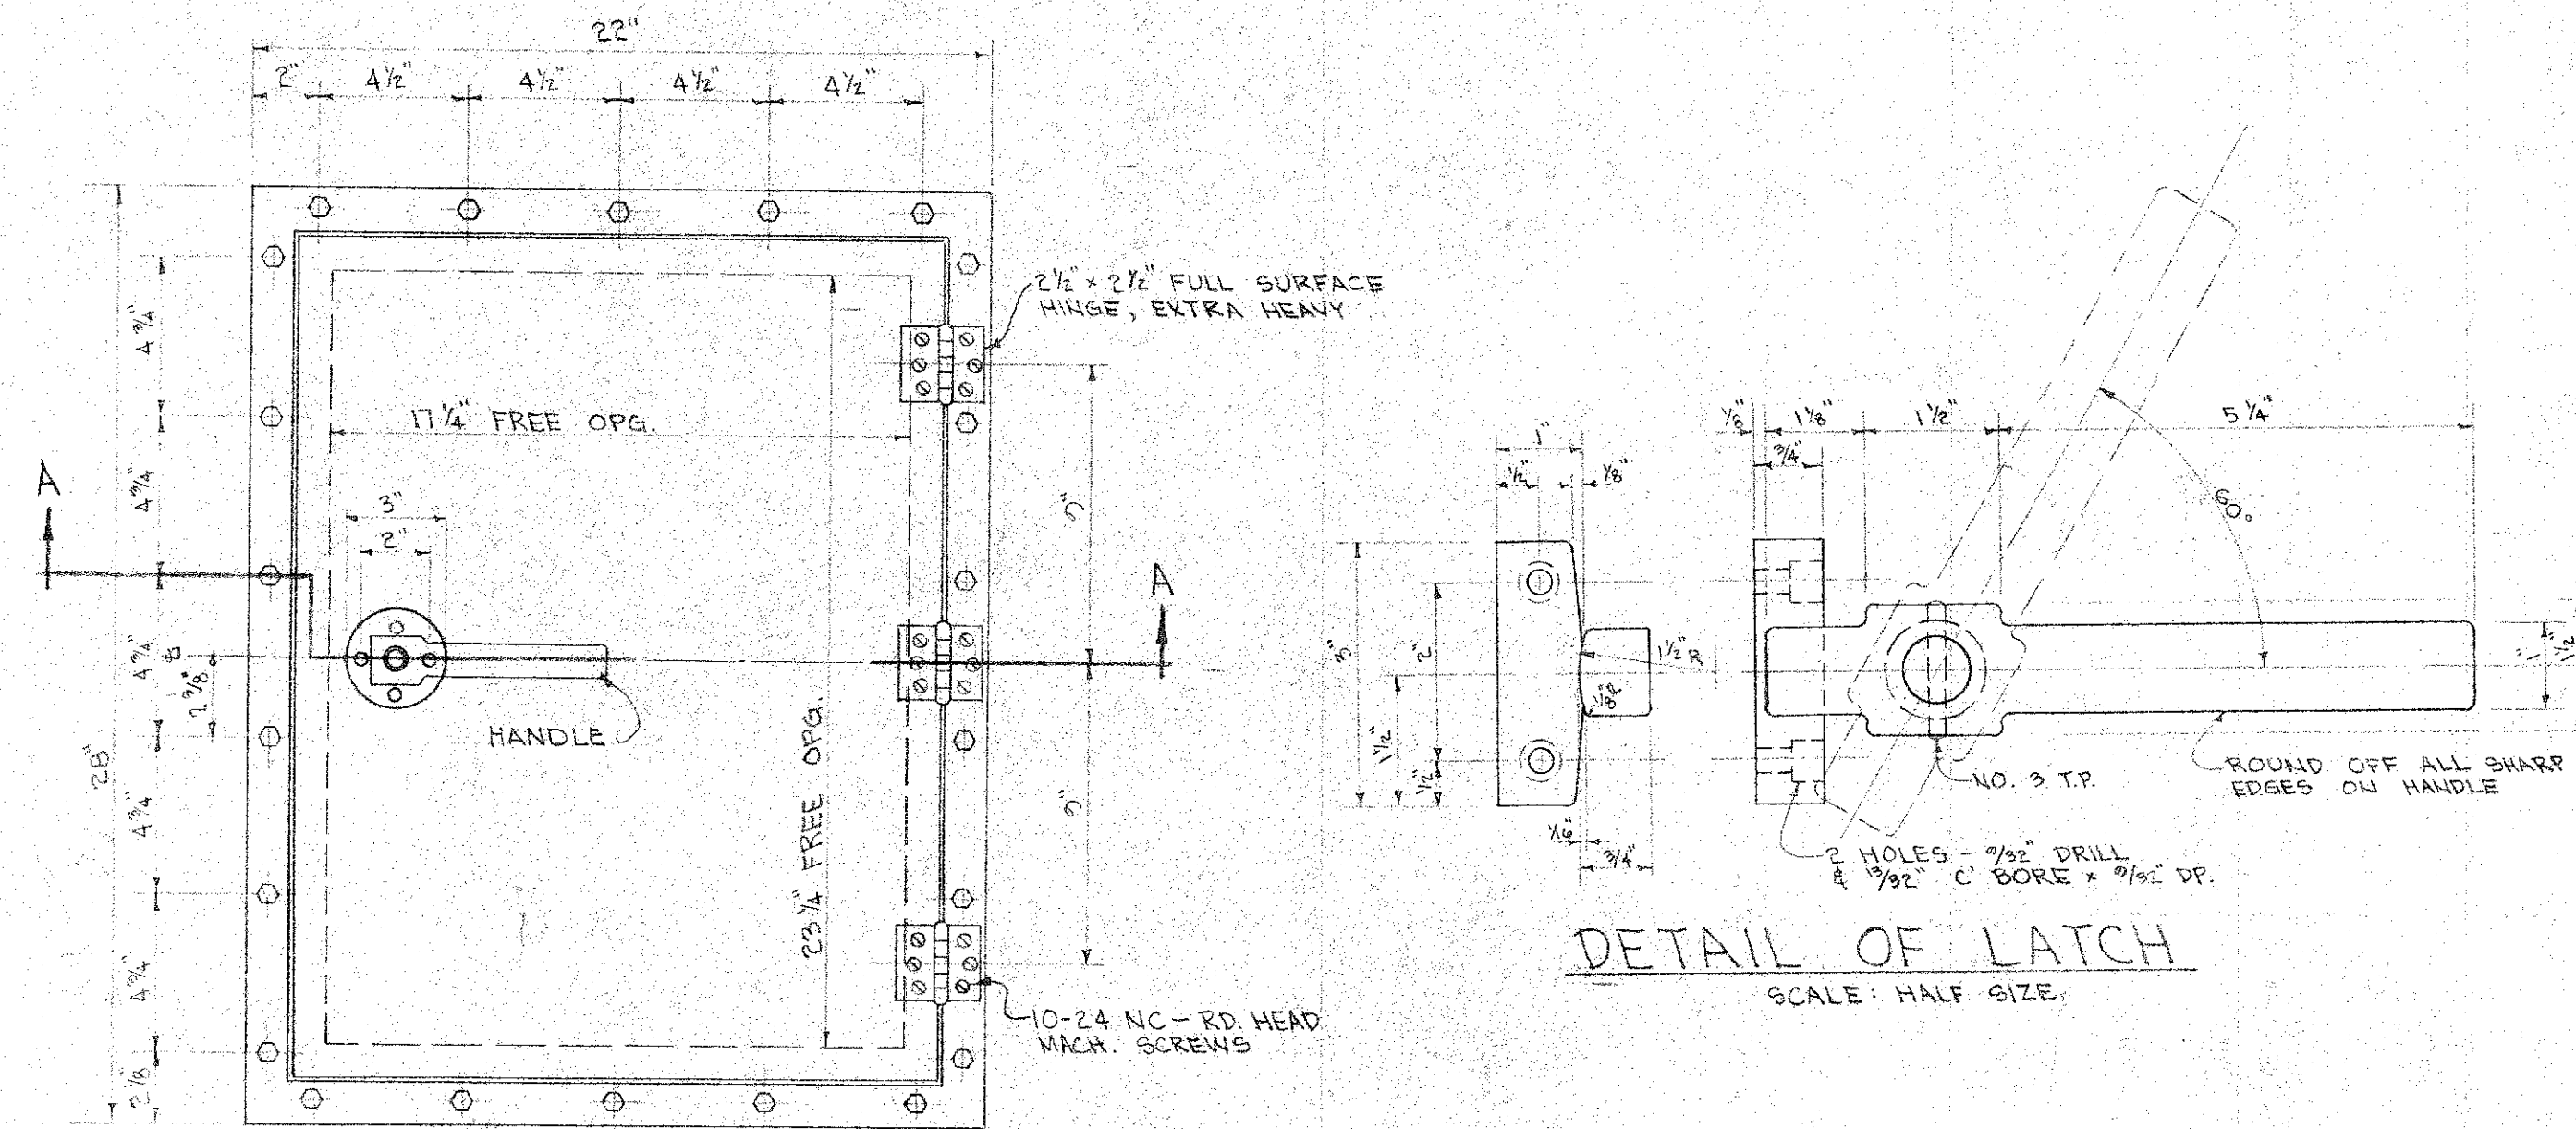 22"
2" 4½" 4½" 4½" 4½"
2½" × 2½" FULL SURFACE
HINGE, EXTRA HEAVY
4¾"
17¼" FREE OPG.
A
4¾"
3"
2"
A
4¾"
2⅜"
HANDLE
28"
23¼" FREE OPG.
4¾"
4¾"
2⅛"
10-24 NC – RD. HEAD
MACH. SCREWS
1"
½" ⅛"
3"
2"
1½"
½"
1½" R
⅛" R
1/16"
¾"
⅛" 1⅛" 1½" 5¼"
¾"
60°
1½"
NO. 3 T.P.
ROUND OFF ALL SHARP
EDGES ON HANDLE
2 HOLES – 9/32" DRILL
& 13/32" C' BORE × 9/32" DP.
DETAIL OF LATCH
SCALE: HALF SIZE